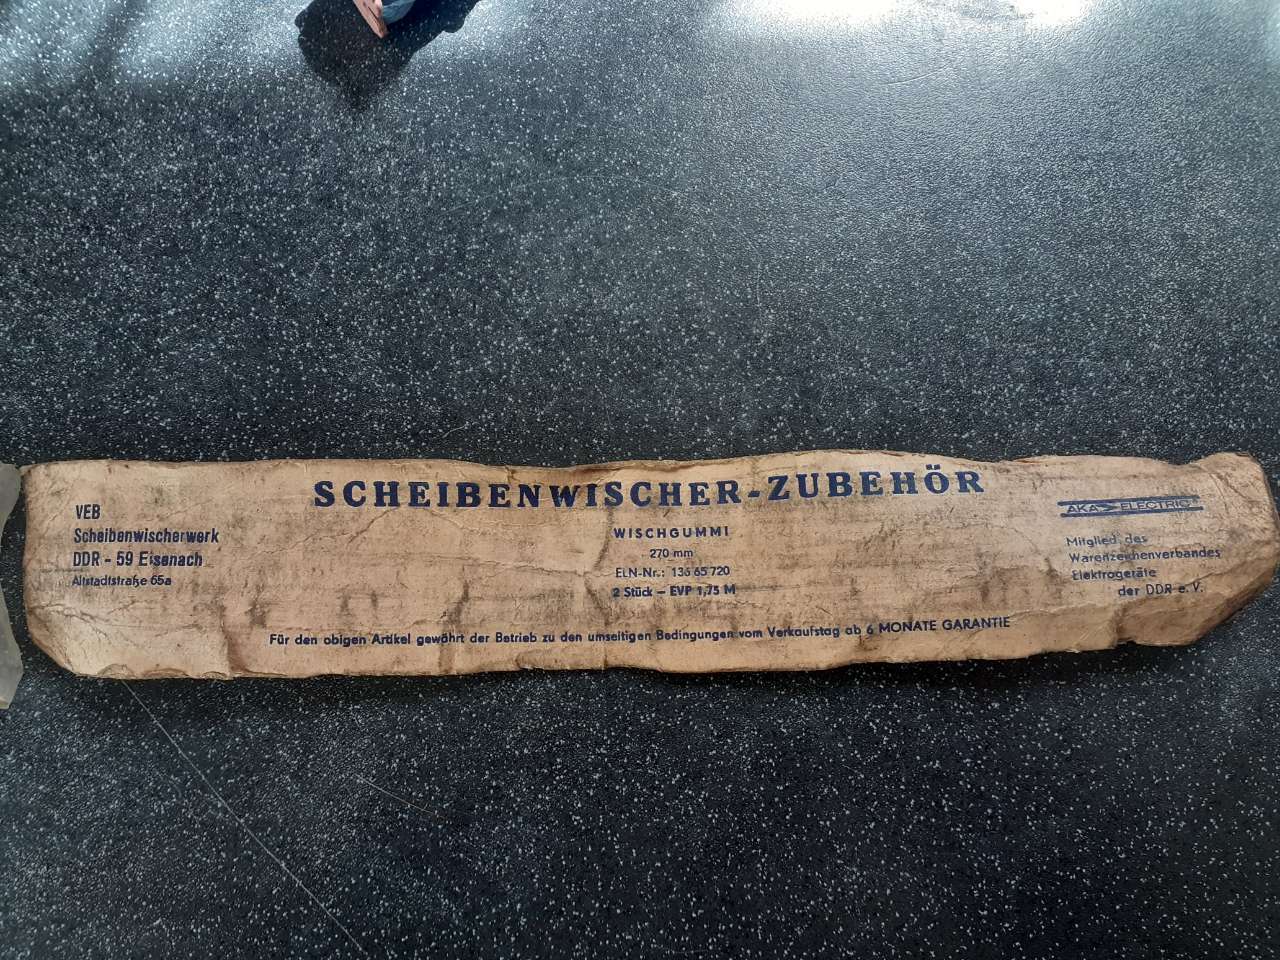 SCHEIBENWISCHER-ZUBEHÖR
VEB
Scheibenwischerwerk
DDR - 59 Eisenach
Altstadtstraße 65a
WISCHGUMMI
270 mm
ELN-Nr.: 136 65 720
2 Stück – EVP 1,75 M
AKA ELECTRIC
Mitglied des
Warenzeichenverbandes
Elektrogeräte
der DDR e. V.
Für den obigen Artikel gewährt der Betrieb zu den umseitigen Bedingungen vom Verkaufstag ab 6 MONATE GARANTIE